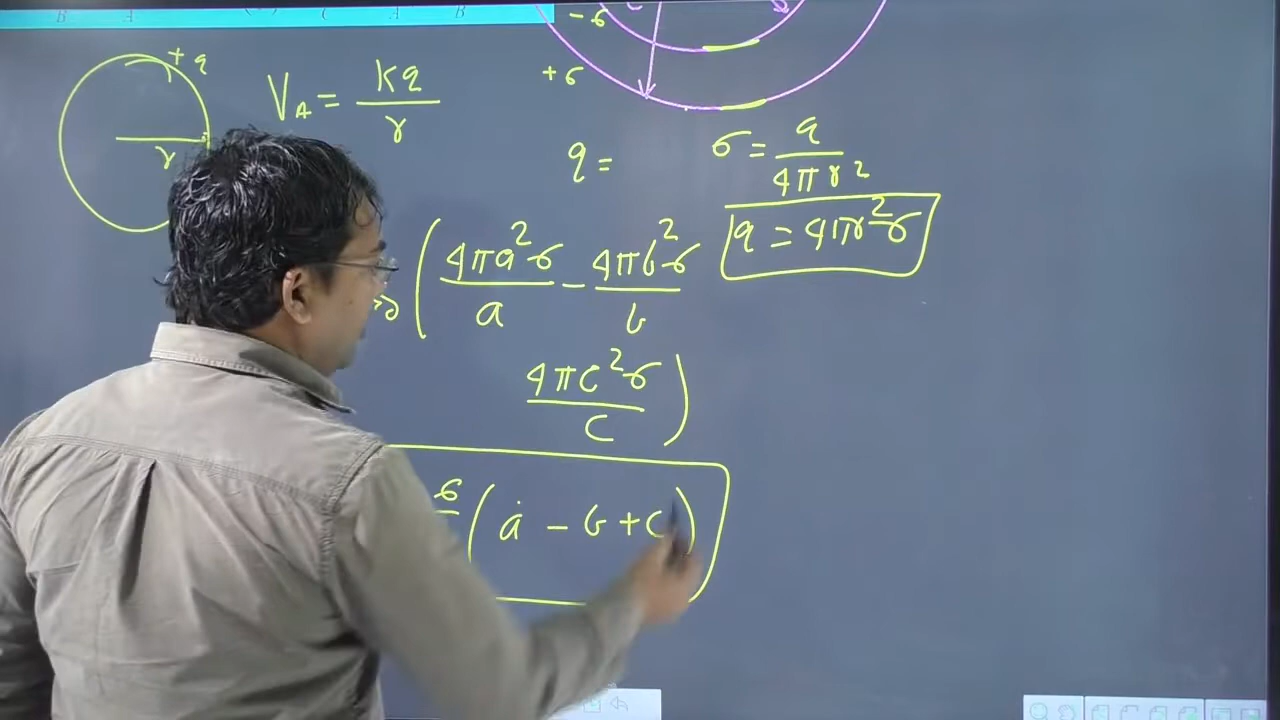 B A C A B
-σ
+σ
+q
r
V_A = Kq/r
q =
σ = q/4πr²
q = 4πr²σ
⇒ ( 4πa²σ/a - 4πb²σ/b
4πc²σ/c )
σ ( a - b + c )